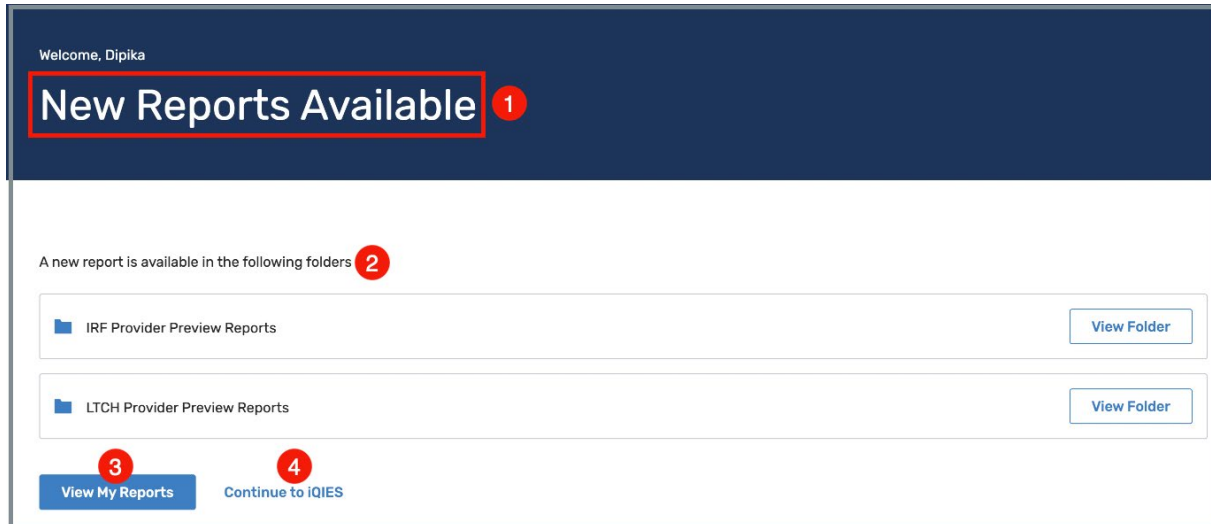 Welcome, Dipika
New Reports Available 1
A new report is available in the following folders 2
IRF Provider Preview Reports View Folder
LTCH Provider Preview Reports View Folder
3 4
View My Reports Continue to iQIES